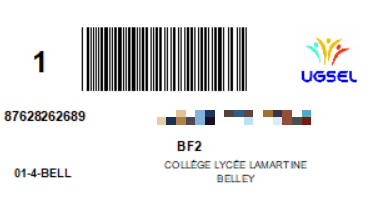 1
UGSEL
87628262689
BF2
COLLÈGE LYCÉE LAMARTINE
BELLEY
01-4-BELL